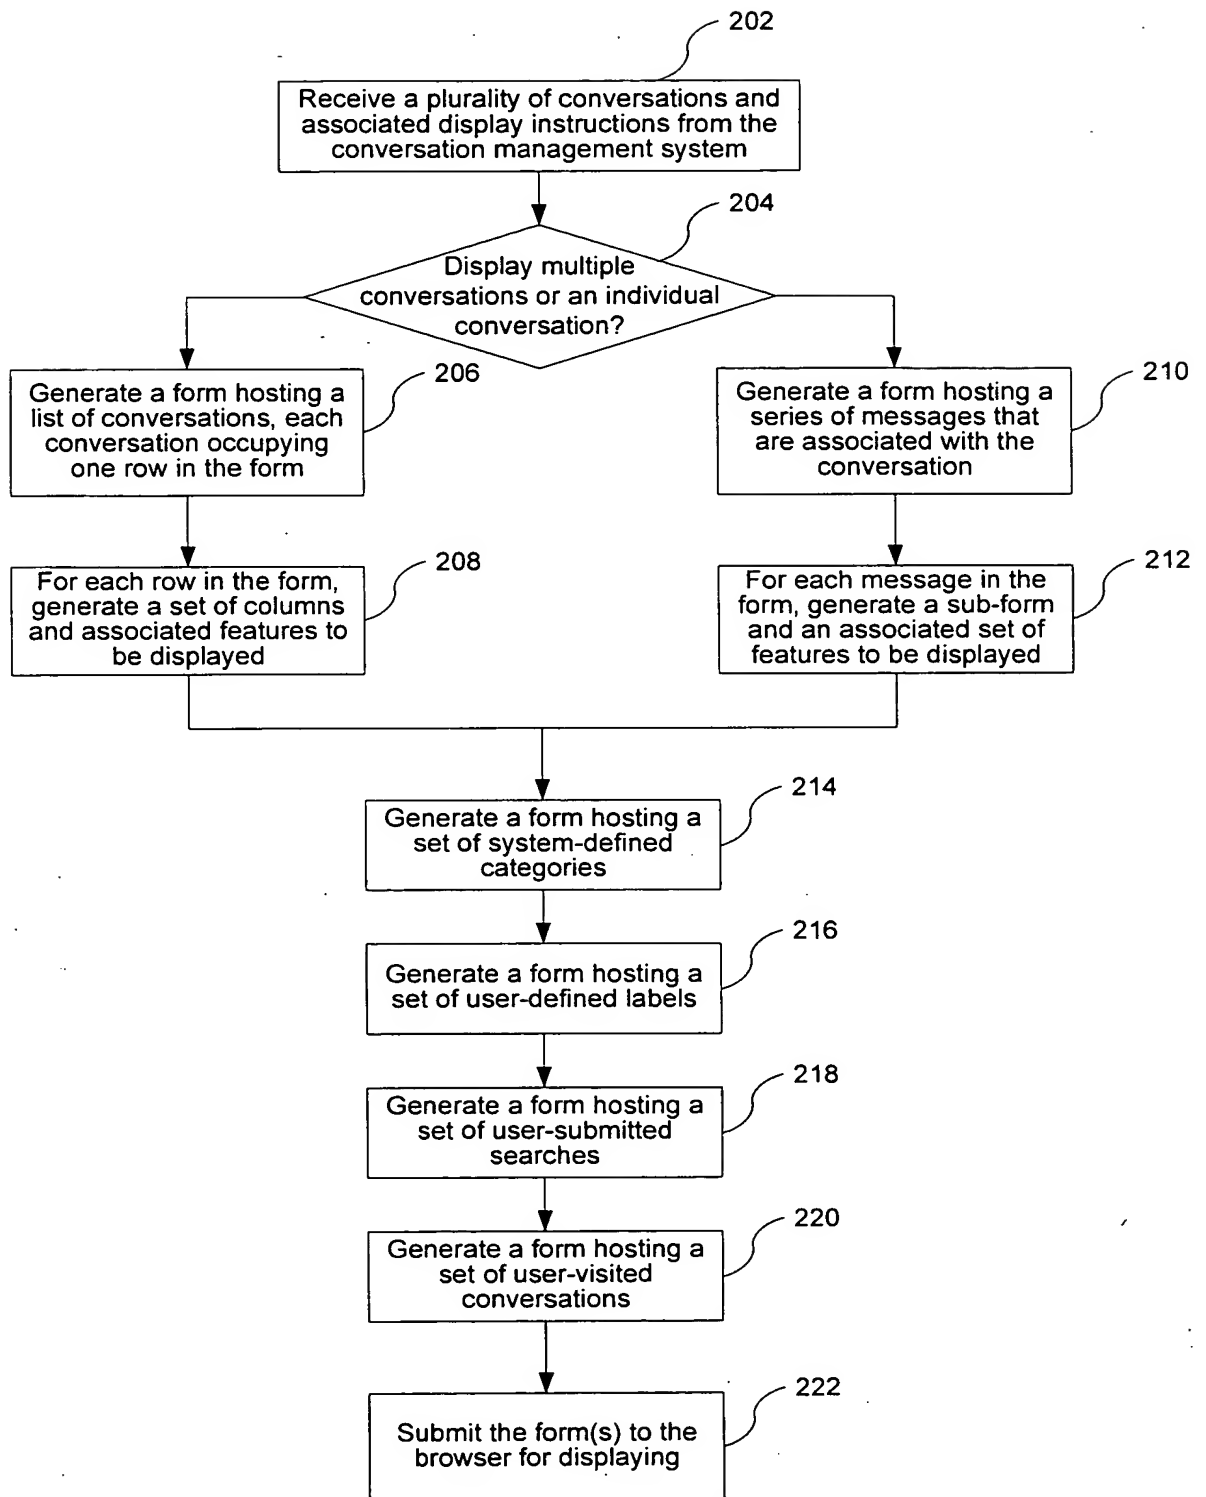 202
Receive a plurality of conversations and
associated display instructions from the
conversation management system
204
Display multiple
conversations or an individual
conversation?
206
Generate a form hosting a
list of conversations, each
conversation occupying
one row in the form
210
Generate a form hosting a
series of messages that
are associated with the
conversation
208
For each row in the form,
generate a set of columns
and associated features to
be displayed
212
For each message in the
form, generate a sub-form
and an associated set of
features to be displayed
214
Generate a form hosting a
set of system-defined
categories
216
Generate a form hosting a
set of user-defined labels
218
Generate a form hosting a
set of user-submitted
searches
220
Generate a form hosting a
set of user-visited
conversations
222
Submit the form(s) to the
browser for displaying